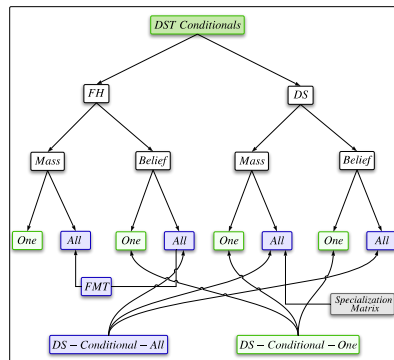 DST Conditionals
FH
DS
Mass
Belief
Mass
Belief
One
All
One
All
One
All
One
All
FMT
Specialization
Matrix
DS − Conditional − All
DS − Conditional − One